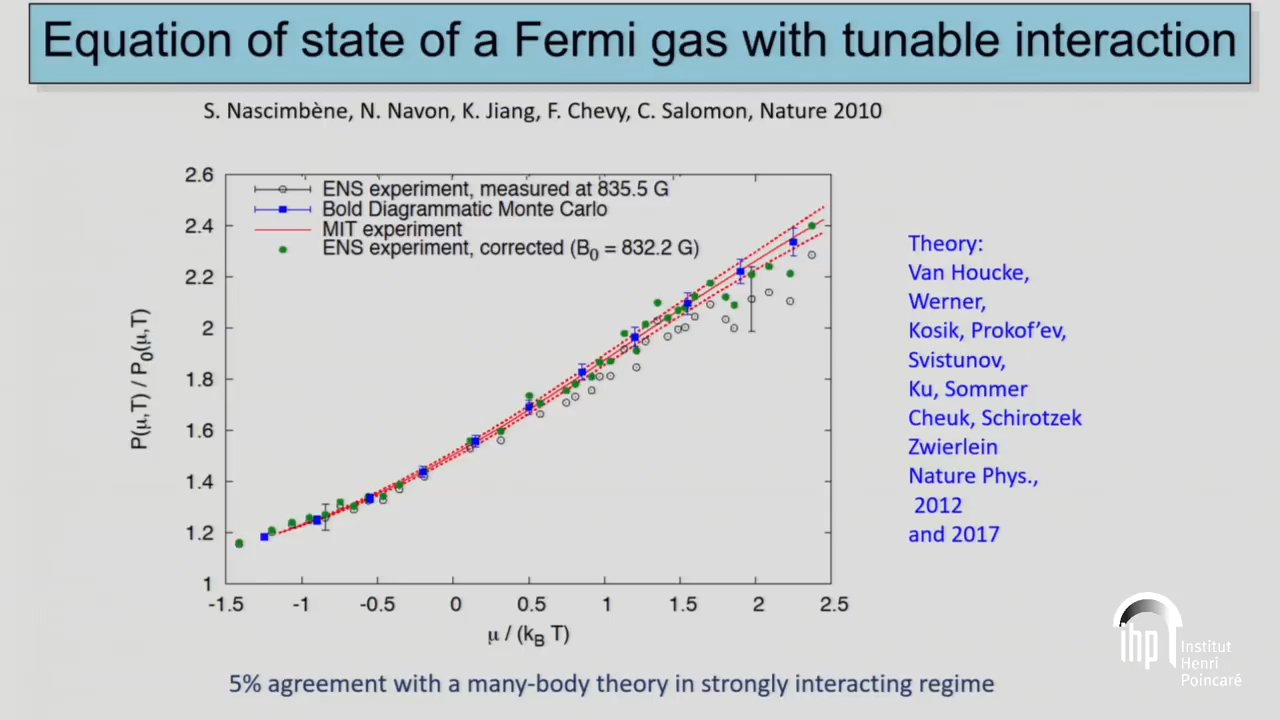 Equation of state of a Fermi gas with tunable interaction
S. Nascimbène, N. Navon, K. Jiang, F. Chevy, C. Salomon, Nature 2010
2.6
2.4
2.2
2
1.8
1.6
1.4
1.2
1
P(μ,T) / P₀(μ,T)
ENS experiment, measured at 835.5 G
Bold Diagrammatic Monte Carlo
MIT experiment
ENS experiment, corrected (B₀ = 832.2 G)
-1.5 -1 -0.5 0 0.5 1 1.5 2 2.5
μ / (k_B T)
Theory:
Van Houcke,
Werner,
Kosik, Prokof’ev,
Svistunov,
Ku, Sommer
Cheuk, Schirotzek
Zwierlein
Nature Phys.,
2012
and 2017
5% agreement with a many-body theory in strongly interacting regime
ihp
Institut
Henri
Poincaré